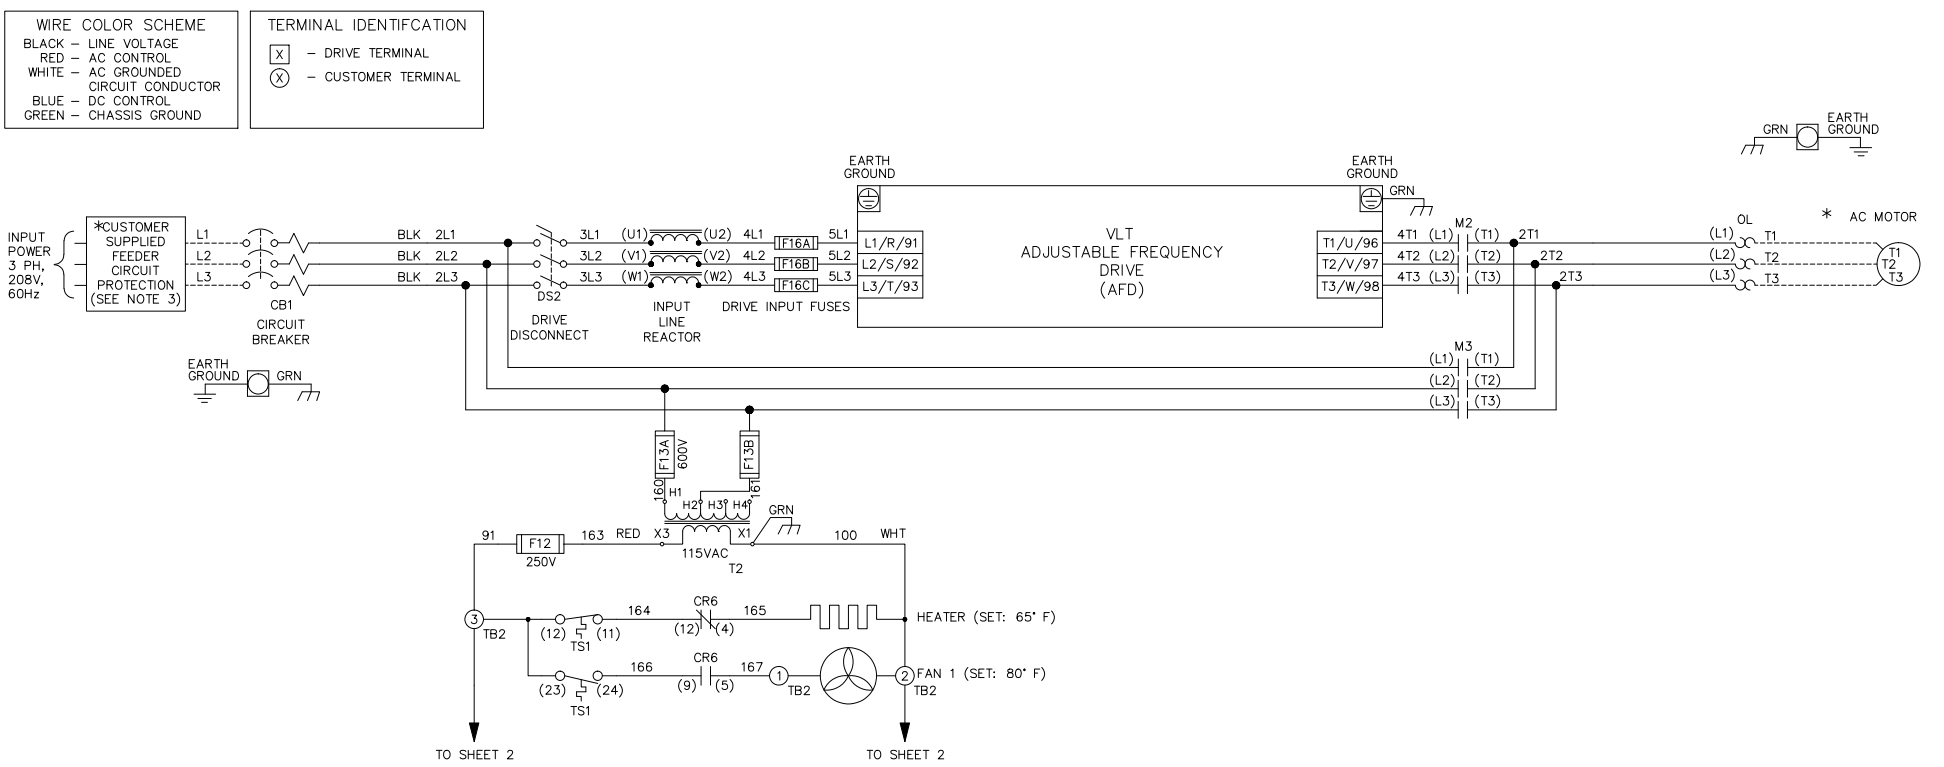 WIRE COLOR SCHEME
BLACK – LINE VOLTAGE
RED – AC CONTROL
WHITE – AC GROUNDED
CIRCUIT CONDUCTOR
BLUE – DC CONTROL
GREEN – CHASSIS GROUND
TERMINAL IDENTIFCATION
X – DRIVE TERMINAL
X – CUSTOMER TERMINAL
GRN
EARTH
GROUND
INPUT
POWER
3 PH,
208V,
60Hz
*CUSTOMER
SUPPLIED
FEEDER
CIRCUIT
PROTECTION
(SEE NOTE 3)
L1
L2
L3
CB1
CIRCUIT
BREAKER
BLK 2L1
BLK 2L2
BLK 2L3
DS2
DRIVE
DISCONNECT
3L1 (U1) (U2) 4L1 F16A 5L1
3L2 (V1) (V2) 4L2 F16B 5L2
3L3 (W1) (W2) 4L3 F16C 5L3
INPUT
LINE
REACTOR
DRIVE INPUT FUSES
EARTH
GROUND
L1/R/91
L2/S/92
L3/T/93
VLT
ADJUSTABLE FREQUENCY
DRIVE
(AFD)
EARTH
GROUND
GRN
T1/U/96
T2/V/97
T3/W/98
M2
4T1 (L1) (T1) 2T1
4T2 (L2) (T2) 2T2
4T3 (L3) (T3) 2T3
OL
(L1) T1
(L2) T2
(L3) T3
* AC MOTOR
T1
T2
T3
M3
(L1) (T1)
(L2) (T2)
(L3) (T3)
EARTH
GROUND
GRN
F13A
600V
F13B
160
161
H1
H2 H3 H4
GRN
91 F12 163 RED X3 X1 100 WHT
250V
115VAC
T2
3
TB2
(12) (11)
TS1
164
CR6
(12) (4)
165
HEATER (SET: 65° F)
(23) (24)
TS1
166
CR6
(9) (5)
167
1
TB2
2
TB2
FAN 1 (SET: 80° F)
TO SHEET 2
TO SHEET 2